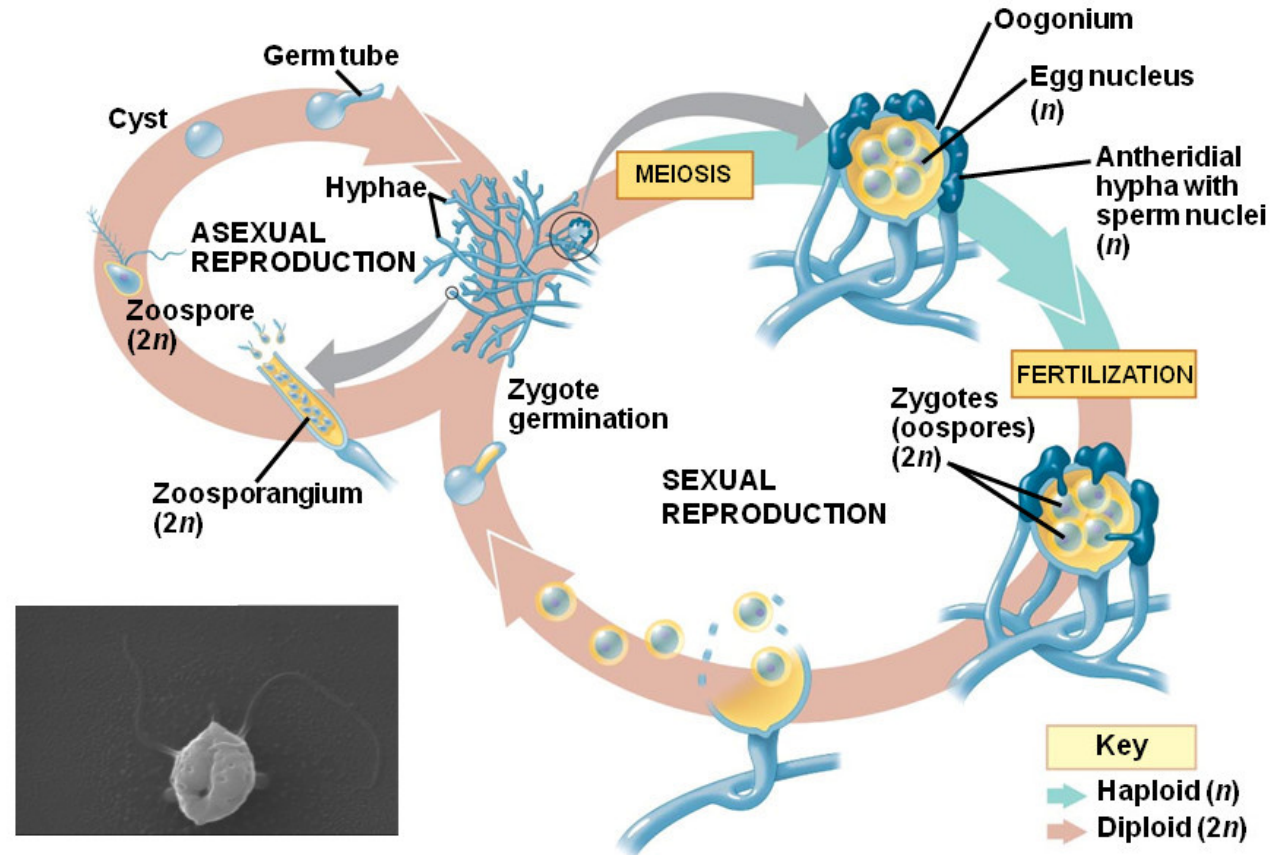 Germ tube
Cyst
Hyphae
ASEXUAL
REPRODUCTION
Zoospore
(2n)
Zoosporangium
(2n)
MEIOSIS
Oogonium
Egg nucleus
(n)
Antheridial
hypha with
sperm nuclei
(n)
FERTILIZATION
Zygote
germination
Zygotes
(oospores)
(2n)
SEXUAL
REPRODUCTION
Key
Haploid (n)
Diploid (2n)